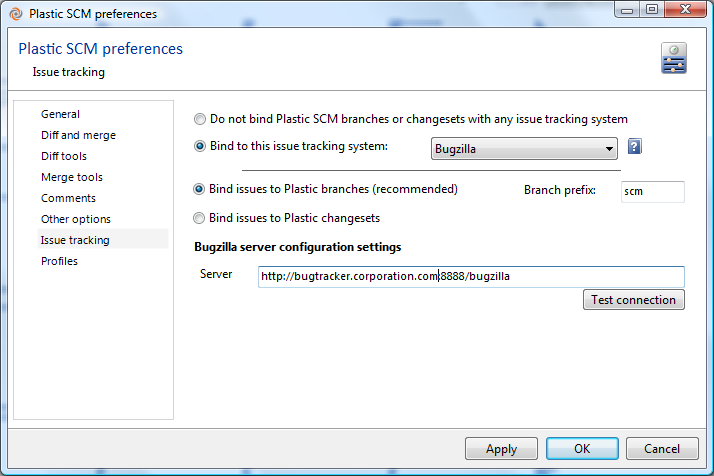 Plastic SCM preferences
Plastic SCM preferences
Issue tracking
General
Diff and merge
Diff tools
Merge tools
Comments
Other options
Issue tracking
Profiles
Do not bind Plastic SCM branches or changesets with any issue tracking system
Bind to this issue tracking system: Bugzilla ?
Bind issues to Plastic branches (recommended) Branch prefix: scm
Bind issues to Plastic changesets
Bugzilla server configuration settings
Server http://bugtracker.corporation.com:8888/bugzilla
Test connection
Apply OK Cancel